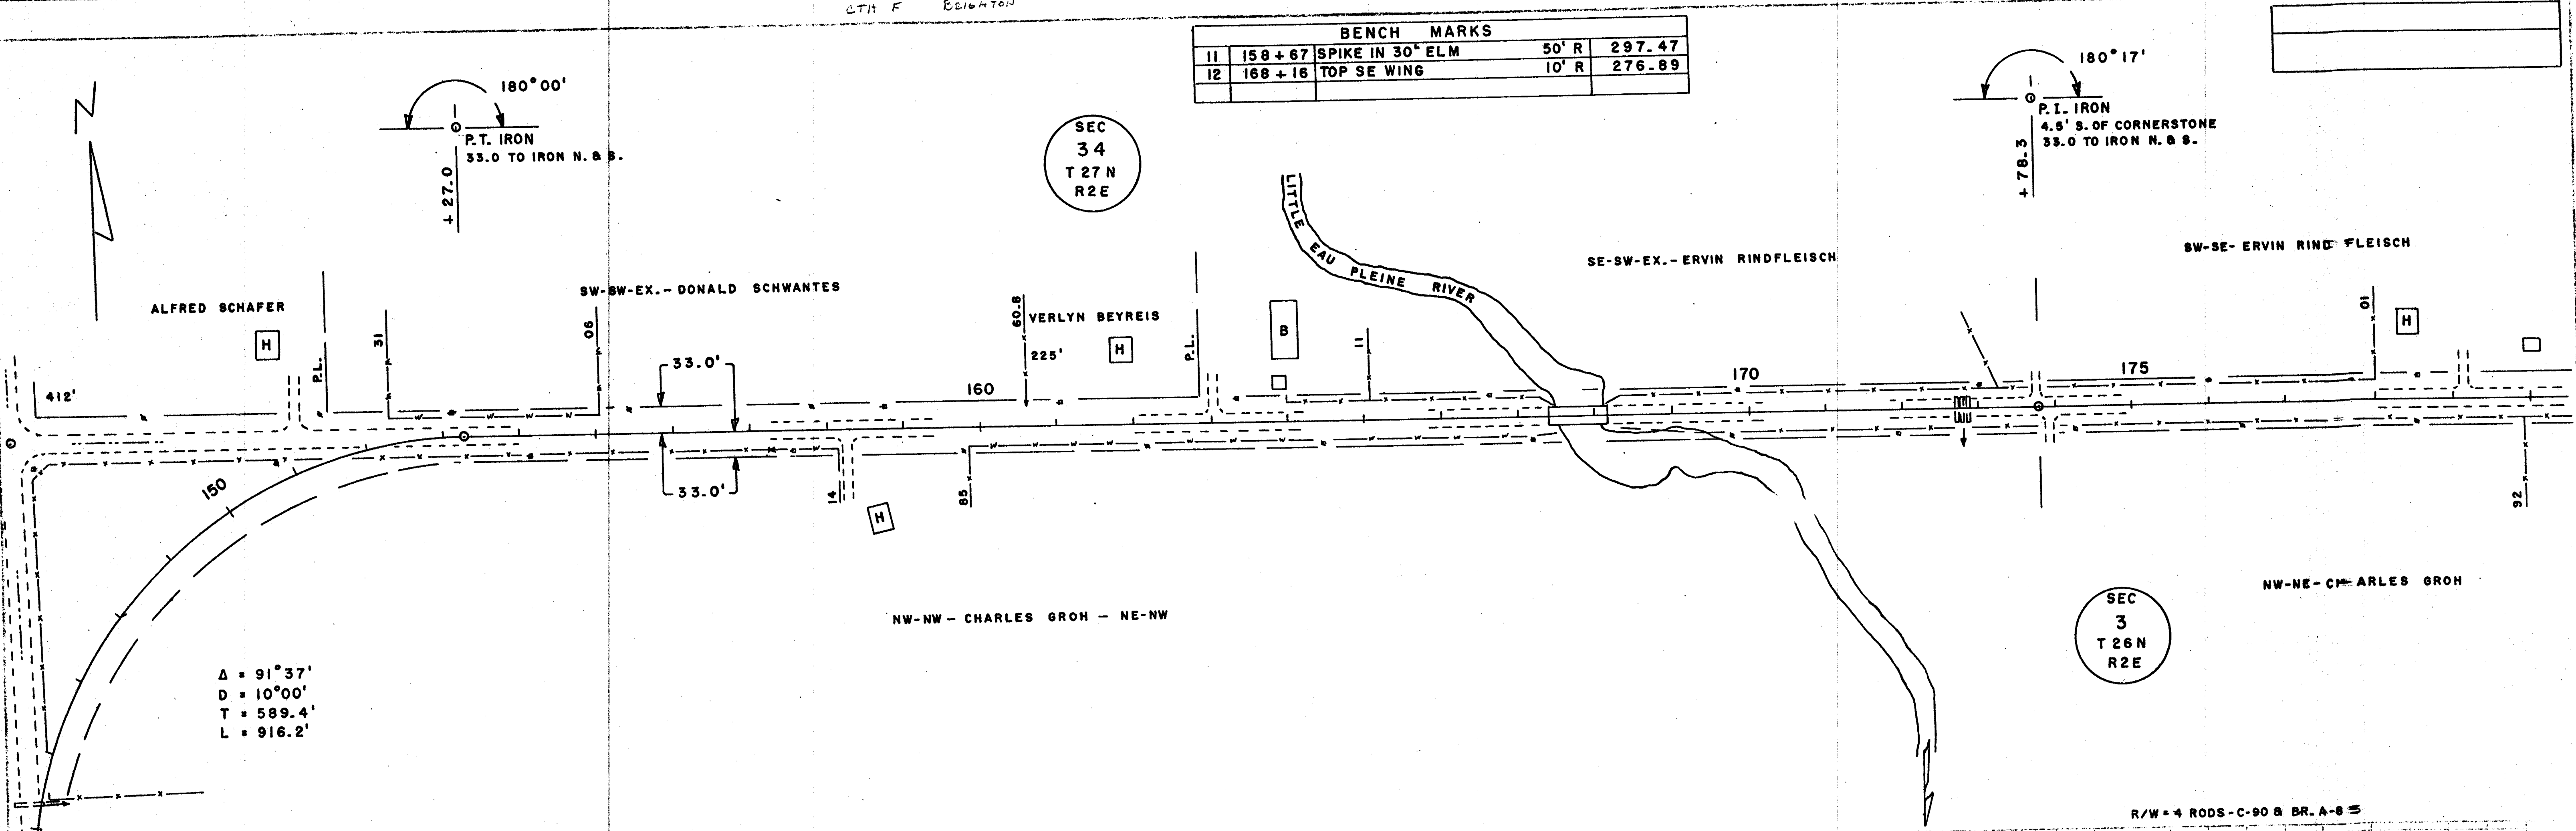 CTH F BRIGHTON
BENCH MARKS
11 158+67 SPIKE IN 30" ELM 50' R 297.47
12 168+16 TOP SE WING 10' R 276.89
N
180°00'
P.T. IRON
33.0 TO IRON N. & S.
+27.0
SEC
34
T 27 N
R2E
180°17'
P.I. IRON
4.5' S. OF CORNERSTONE
33.0 TO IRON N. & S.
+78.3
LITTLE EAU PLEINE RIVER
ALFRED SCHAFER
H
P.L.
31
SW-SW-EX.-DONALD SCHWANTES
06
33.0'
60.8
VERLYN BEYREIS
225'
H
P.L.
B
11
SE-SW-EX.-ERVIN RINDFLEISCH
SW-SE-ERVIN RINDFLEISCH
01
H
412'
160
170
175
150
33.0'
14
H
85
92
NW-NW-CHARLES GROH-NE-NW
NW-NE-CHARLES GROH
SEC
3
T 26 N
R2E
Δ = 91°37'
D = 10°00'
T = 589.4'
L = 916.2'
R/W = 4 RODS-C-90 & BR. A-85